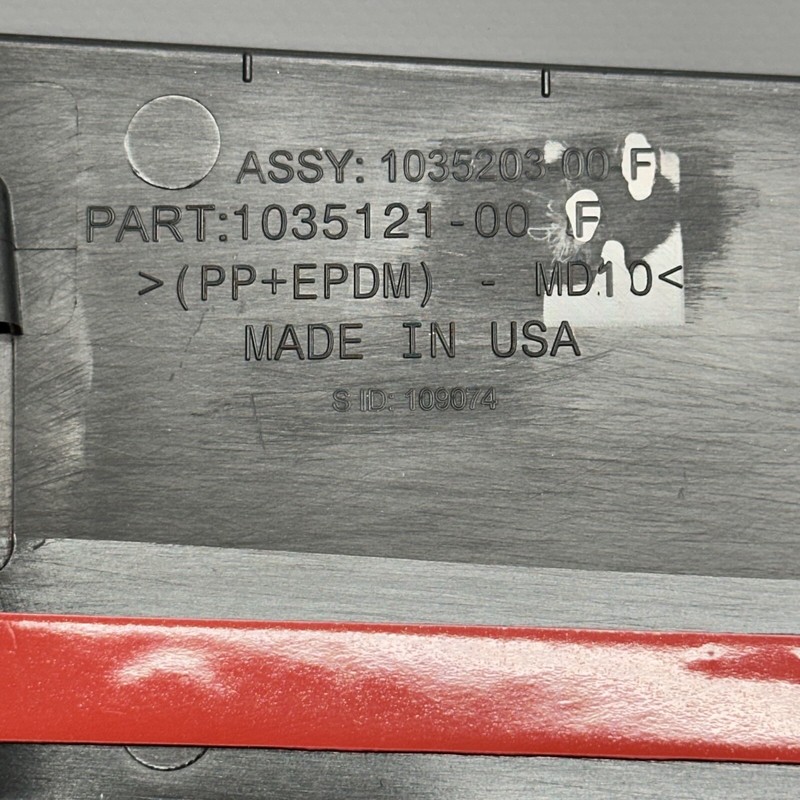 ASSY: 1035203-00 F
PART:1035121-00 F
>(PP+EPDM) - MD10<
MADE IN USA
S ID: 109074